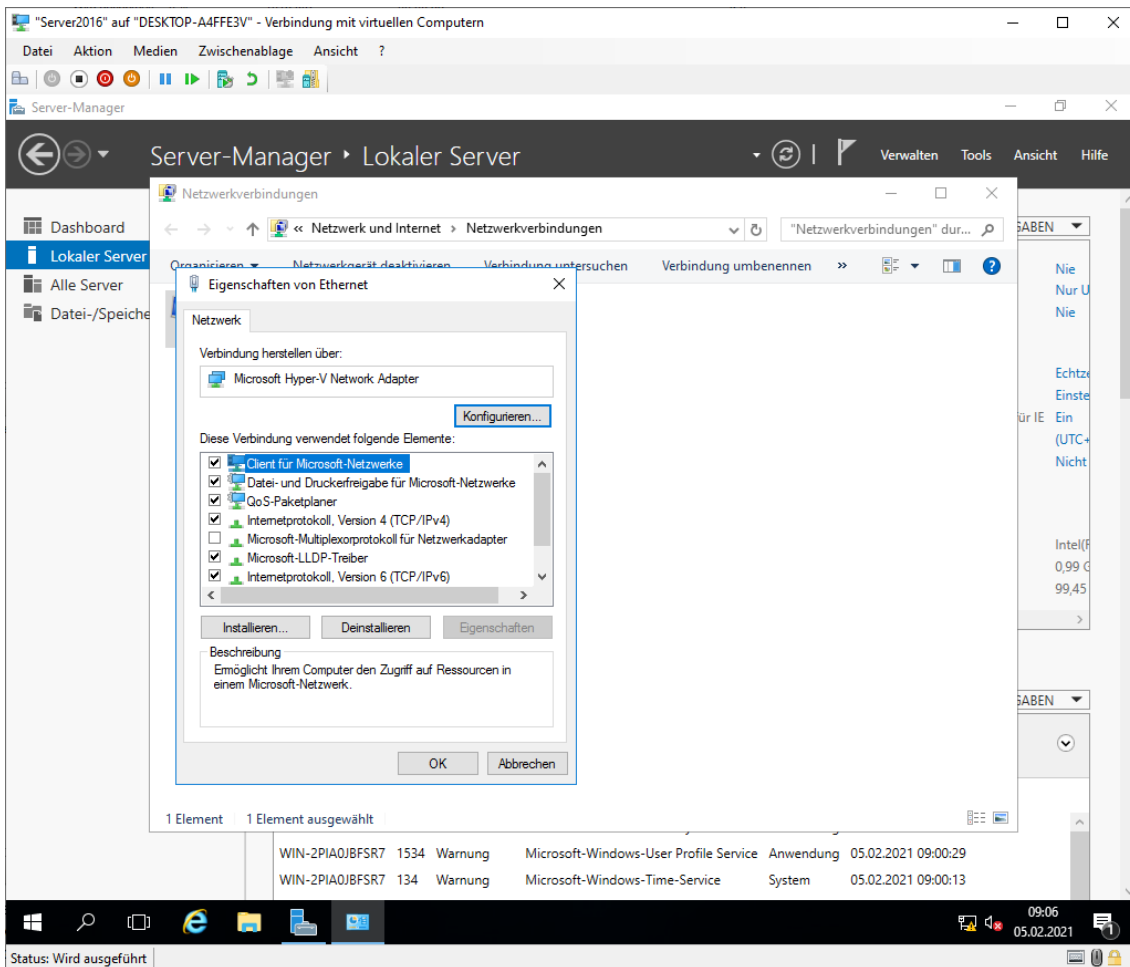 "Server2016" auf "DESKTOP-A4FFE3V" - Verbindung mit virtuellen Computern
Datei Aktion Medien Zwischenablage Ansicht ?
Server-Manager
Server-Manager Lokaler Server
Verwalten Tools Ansicht Hilfe
Netzwerkverbindungen
Dashboard
Lokaler Server
Alle Server
Datei-/Speiche
« Netzwerk und Internet › Netzwerkverbindungen
"Netzwerkverbindungen" dur...
Organisieren Netzwerkgerät deaktivieren Verbindung untersuchen Verbindung umbenennen »
Eigenschaften von Ethernet
Netzwerk
Verbindung herstellen über:
Microsoft Hyper-V Network Adapter
Konfigurieren...
Diese Verbindung verwendet folgende Elemente:
Client für Microsoft-Netzwerke
Datei- und Druckerfreigabe für Microsoft-Netzwerke
QoS-Paketplaner
Internetprotokoll, Version 4 (TCP/IPv4)
Microsoft-Multiplexorprotokoll für Netzwerkadapter
Microsoft-LLDP-Treiber
Internetprotokoll, Version 6 (TCP/IPv6)
Installieren... Deinstallieren Eigenschaften
Beschreibung
Ermöglicht Ihrem Computer den Zugriff auf Ressourcen in
einem Microsoft-Netzwerk.
OK Abbrechen
1 Element 1 Element ausgewählt
GABEN
Nie
Nur U
Nie
Echtze
Einste
für IE Ein
(UTC+
Nicht
Intel(R
0,99 G
99,45
GABEN
WIN-2PIA0JBFSR7 1534 Warnung Microsoft-Windows-User Profile Service Anwendung 05.02.2021 09:00:29
WIN-2PIA0JBFSR7 134 Warnung Microsoft-Windows-Time-Service System 05.02.2021 09:00:13
09:06
05.02.2021
1
Status: Wird ausgeführt